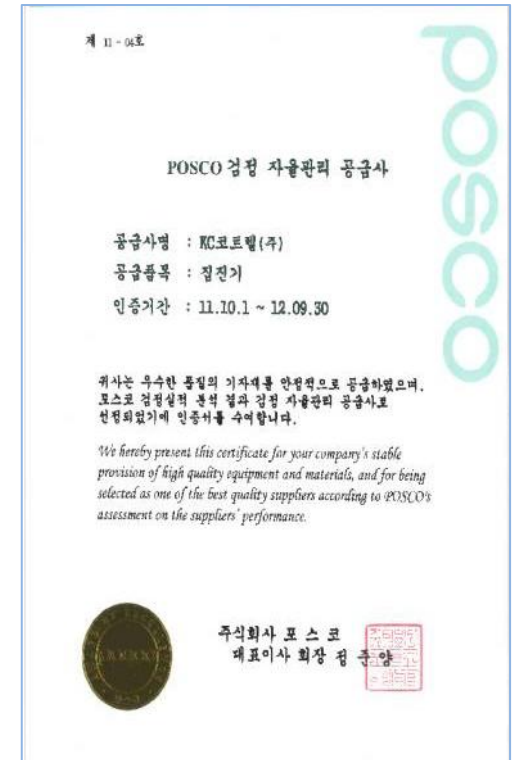 제 11 - 04호
posco
POSCO 검정 자율관리 공급사
공급사명 : KC코트렐(주)
공급품목 : 집진기
인증기간 : 11.10.1 ~ 12.09.30
귀사는 우수한 품질의 기자재를 안정적으로 공급하였으며,
포스코 검정실적 분석 결과 검정 자율관리 공급사로
선정되었기에 인증서를 수여합니다.
We hereby present this certificate for your company's stable
provision of high quality equipment and materials, and for being
selected as one of the best quality suppliers according to POSCO's
assessment on the suppliers' performance.
주식회사 포 스 코
대표이사 회장 정 준 양